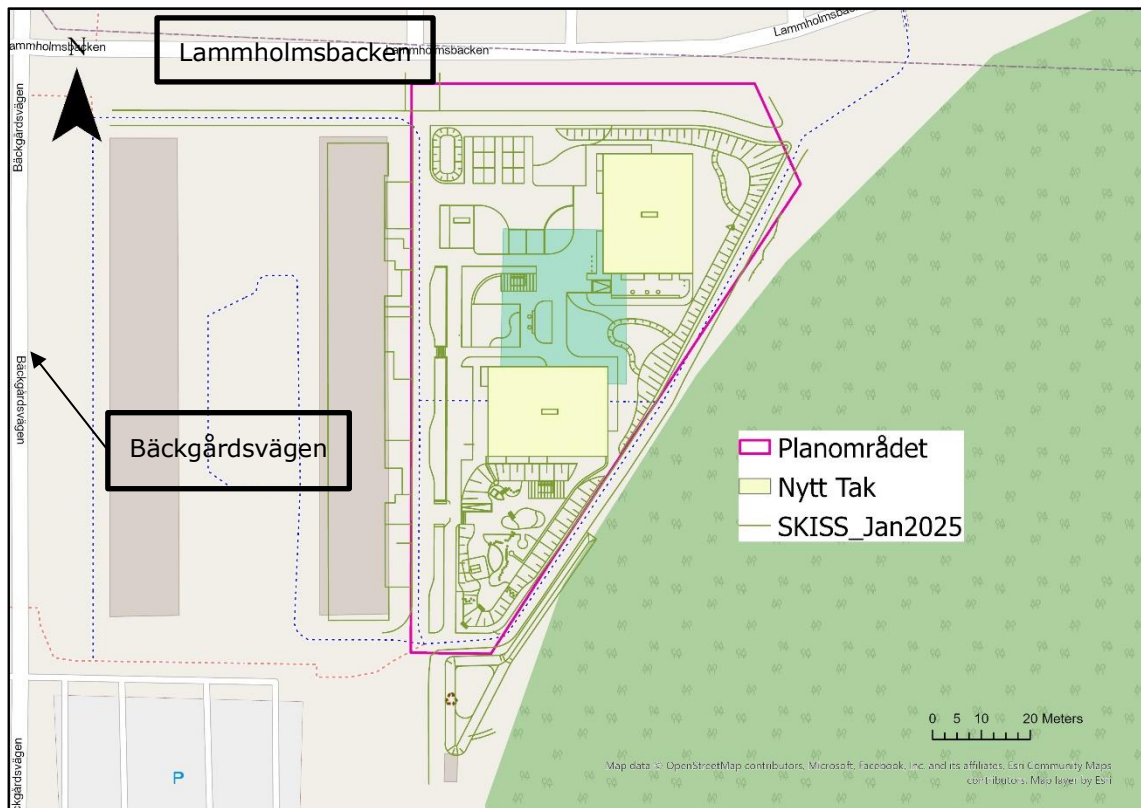 Lammholmsbacken
Lammholmsbacken
Lammholmsbacken
Lammholmsbacken
N
Bäckgårdsvägen
Bäckgårdsvägen
Bäckgårdsvägen
Planområdet
Nytt Tak
SKISS_Jan2025
0 5 10 20 Meters
P
Map data © OpenStreetMap contributors, Microsoft, Facebook, Inc. and its affiliates, Esri Community Maps
contributors, Map layer by Esri